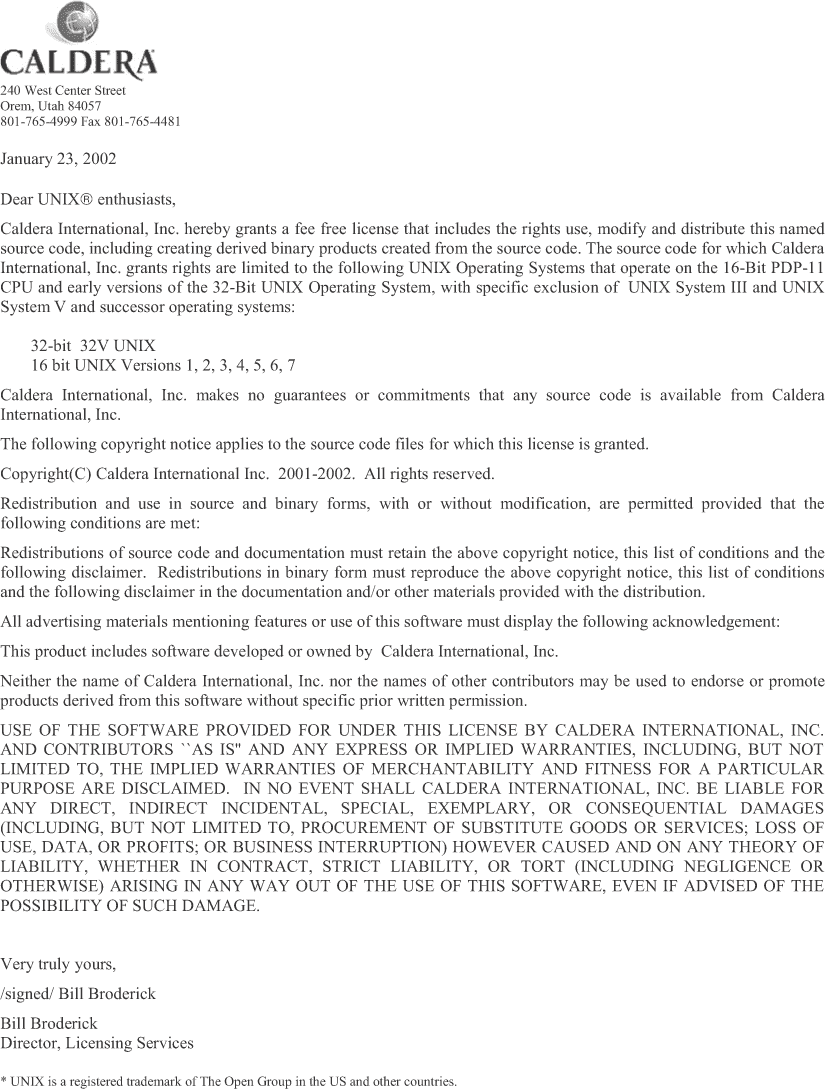 CALDERA
240 West Center Street
Orem, Utah 84057
801-765-4999 Fax 801-765-4481
January 23, 2002
Dear UNIX® enthusiasts,
Caldera International, Inc. hereby grants a fee free license that includes the rights use, modify and distribute this named
source code, including creating derived binary products created from the source code. The source code for which Caldera
International, Inc. grants rights are limited to the following UNIX Operating Systems that operate on the 16-Bit PDP-11
CPU and early versions of the 32-Bit UNIX Operating System, with specific exclusion of  UNIX System III and UNIX
System V and successor operating systems:
32-bit  32V UNIX
16 bit UNIX Versions 1, 2, 3, 4, 5, 6, 7
Caldera International, Inc. makes no guarantees or commitments that any source code is available from Caldera
International, Inc.
The following copyright notice applies to the source code files for which this license is granted.
Copyright(C) Caldera International Inc.  2001-2002.  All rights reserved.
Redistribution and use in source and binary forms, with or without modification, are permitted provided that the
following conditions are met:
Redistributions of source code and documentation must retain the above copyright notice, this list of conditions and the
following disclaimer.  Redistributions in binary form must reproduce the above copyright notice, this list of conditions
and the following disclaimer in the documentation and/or other materials provided with the distribution.
All advertising materials mentioning features or use of this software must display the following acknowledgement:
This product includes software developed or owned by  Caldera International, Inc.
Neither the name of Caldera International, Inc. nor the names of other contributors may be used to endorse or promote
products derived from this software without specific prior written permission.
USE OF THE SOFTWARE PROVIDED FOR UNDER THIS LICENSE BY CALDERA INTERNATIONAL, INC.
AND CONTRIBUTORS ``AS IS'' AND ANY EXPRESS OR IMPLIED WARRANTIES, INCLUDING, BUT NOT
LIMITED TO, THE IMPLIED WARRANTIES OF MERCHANTABILITY AND FITNESS FOR A PARTICULAR
PURPOSE ARE DISCLAIMED.  IN NO EVENT SHALL CALDERA INTERNATIONAL, INC. BE LIABLE FOR
ANY DIRECT, INDIRECT INCIDENTAL, SPECIAL, EXEMPLARY, OR CONSEQUENTIAL DAMAGES
(INCLUDING, BUT NOT LIMITED TO, PROCUREMENT OF SUBSTITUTE GOODS OR SERVICES; LOSS OF
USE, DATA, OR PROFITS; OR BUSINESS INTERRUPTION) HOWEVER CAUSED AND ON ANY THEORY OF
LIABILITY, WHETHER IN CONTRACT, STRICT LIABILITY, OR TORT (INCLUDING NEGLIGENCE OR
OTHERWISE) ARISING IN ANY WAY OUT OF THE USE OF THIS SOFTWARE, EVEN IF ADVISED OF THE
POSSIBILITY OF SUCH DAMAGE.
Very truly yours,
/signed/ Bill Broderick
Bill Broderick
Director, Licensing Services
* UNIX is a registered trademark of The Open Group in the US and other countries.